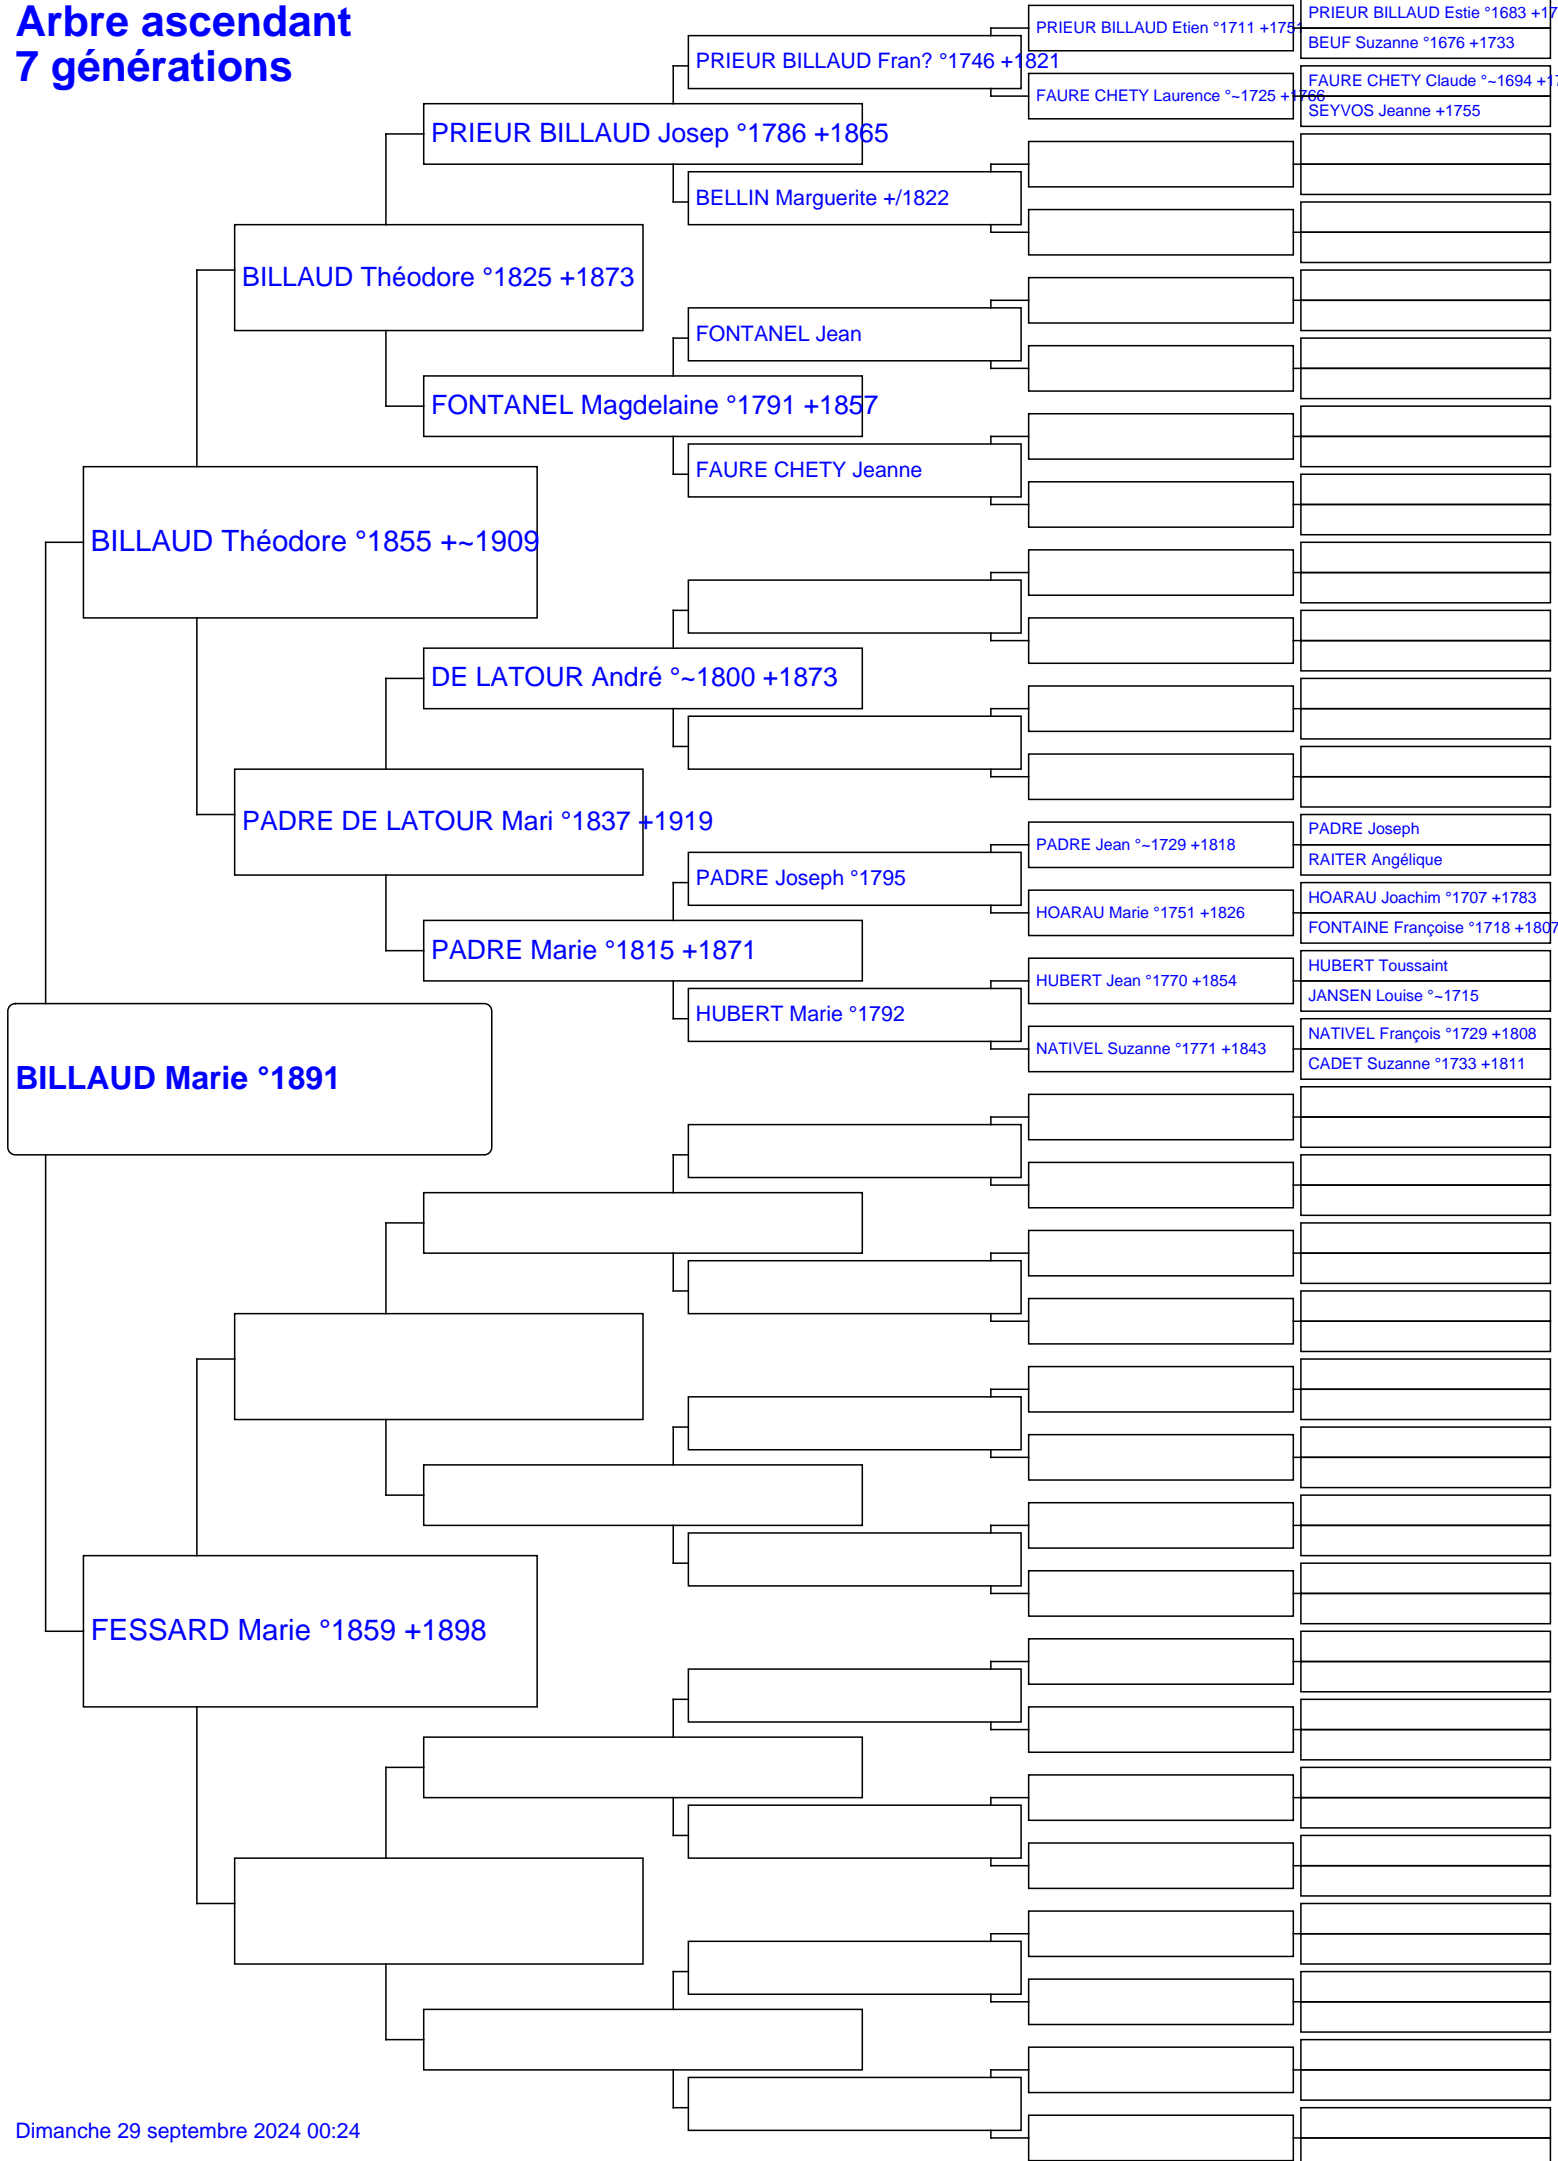 Arbre ascendant
7 générations
PRIEUR BILLAUD Estie °1683 +17
PRIEUR BILLAUD Etien °1711 +175
BEUF Suzanne °1676 +1733
PRIEUR BILLAUD Fran? °1746 +1821
FAURE CHETY Claude °~1694 +1
FAURE CHETY Laurence °~1725 +1766
SEYVOS Jeanne +1755
PRIEUR BILLAUD Josep °1786 +1865
BELLIN Marguerite +/1822
BILLAUD Théodore °1825 +1873
FONTANEL Jean
FONTANEL Magdelaine °1791 +1857
FAURE CHETY Jeanne
BILLAUD Théodore °1855 +~1909
DE LATOUR André °~1800 +1873
PADRE DE LATOUR Mari °1837 +1919
PADRE Joseph
PADRE Jean °~1729 +1818
RAITER Angélique
PADRE Joseph °1795
HOARAU Joachim °1707 +1783
HOARAU Marie °1751 +1826
FONTAINE Françoise °1718 +1807
PADRE Marie °1815 +1871
HUBERT Toussaint
HUBERT Jean °1770 +1854
JANSEN Louise °~1715
HUBERT Marie °1792
NATIVEL François °1729 +1808
NATIVEL Suzanne °1771 +1843
CADET Suzanne °1733 +1811
BILLAUD Marie °1891
FESSARD Marie °1859 +1898
Dimanche 29 septembre 2024 00:24